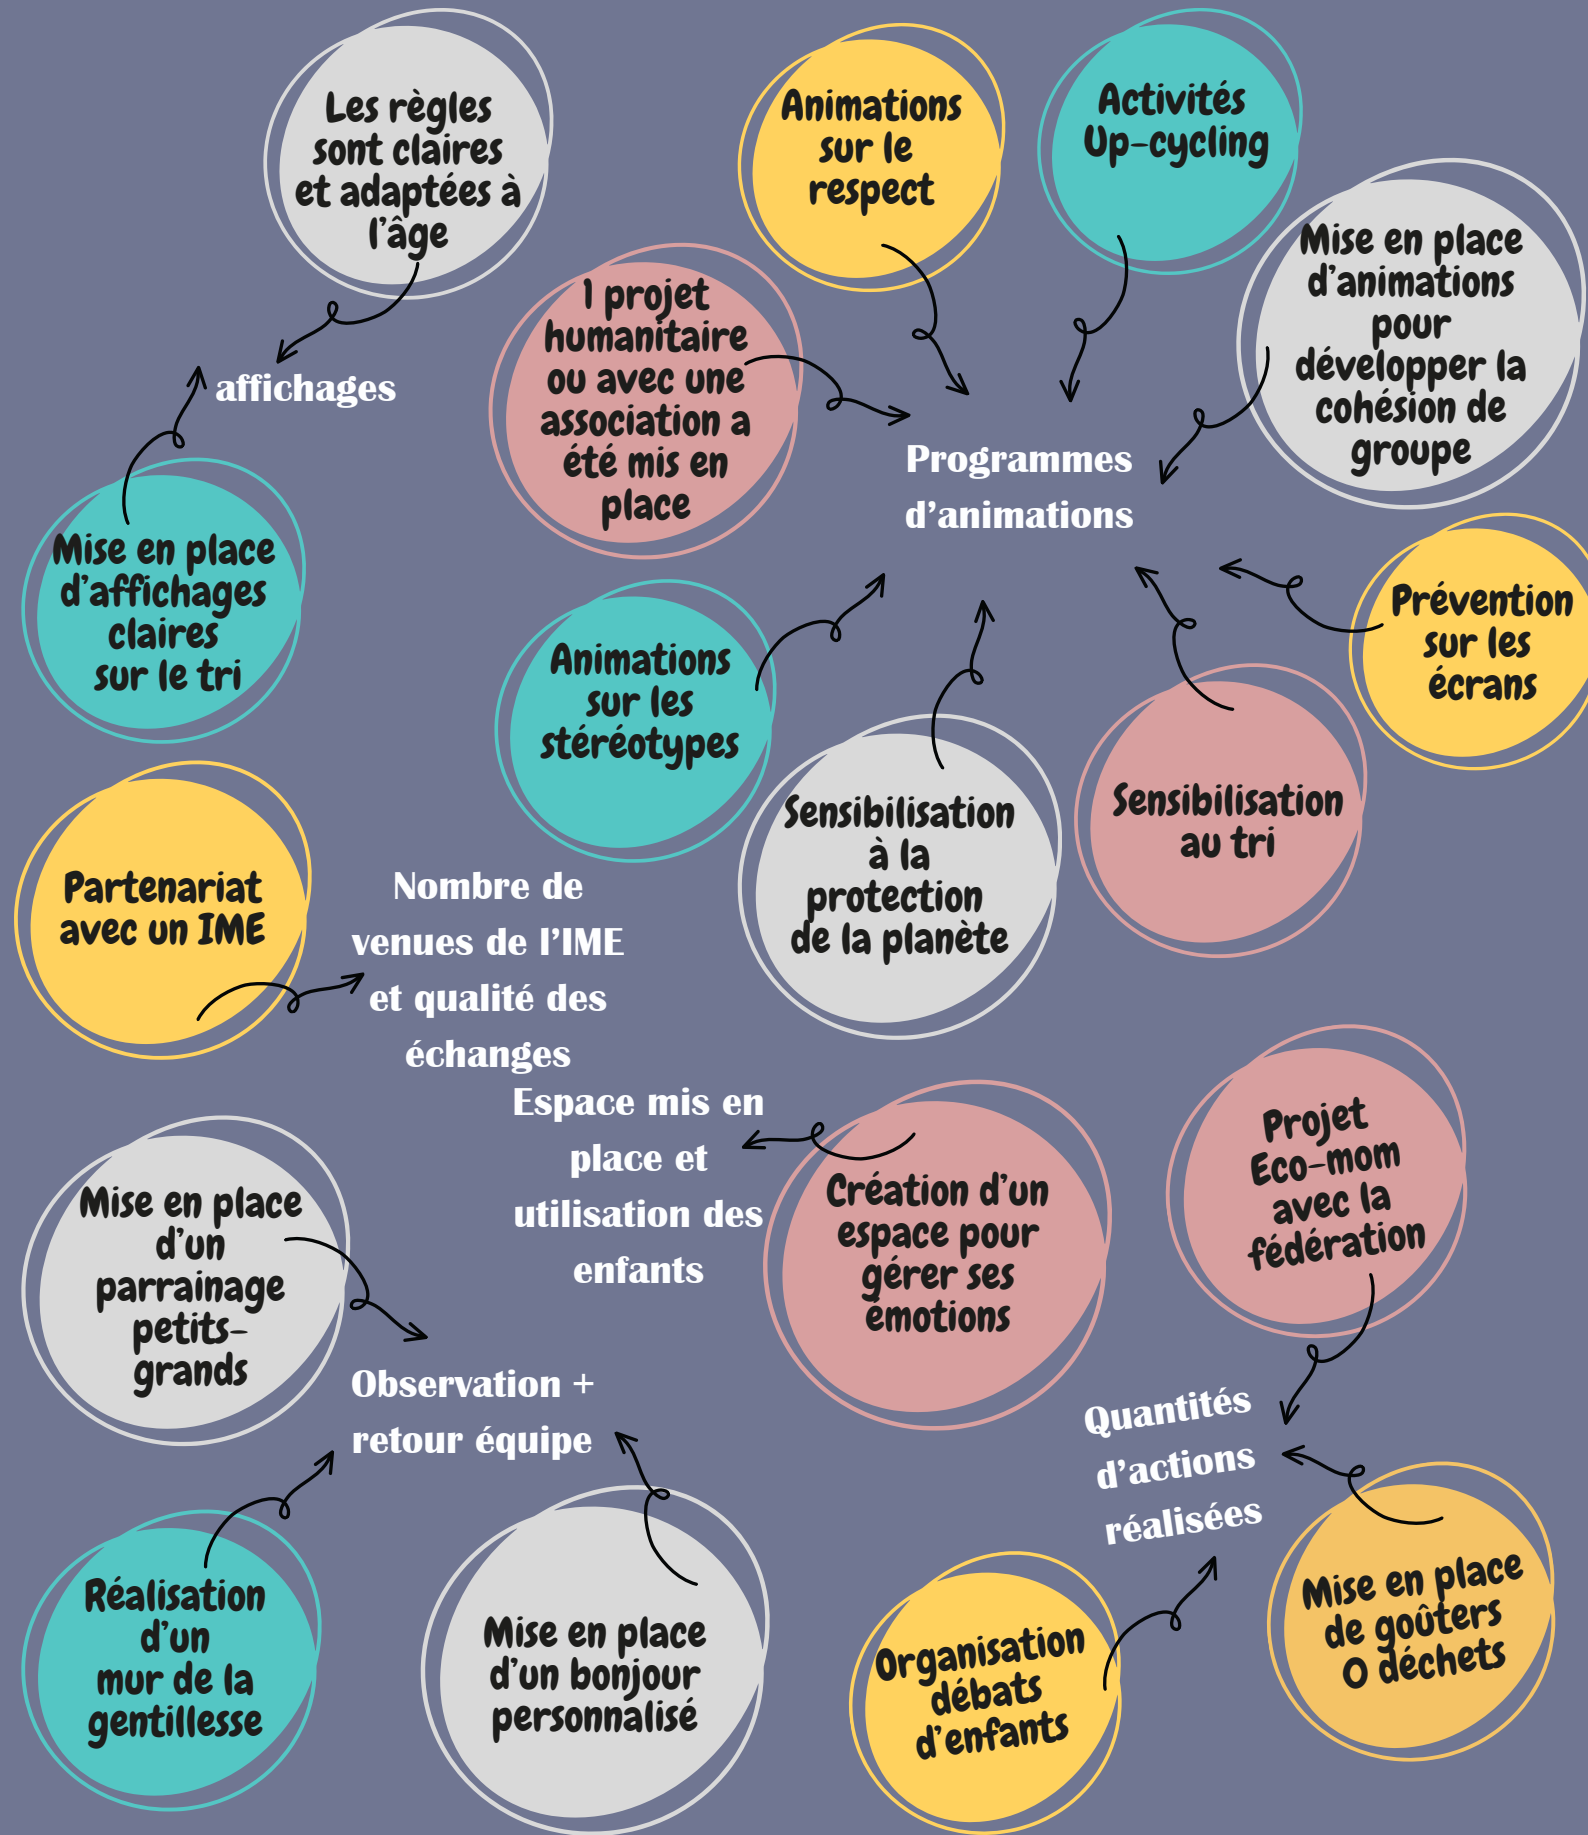 Les règles
sont claires
et adaptées à
l'âge
Animations
sur le
respect
Activités
Up-cycling
Mise en place
d'animations
pour
développer la
cohésion de
groupe
1 projet
humanitaire
ou avec une
association a
été mis en
place
affichages
Programmes
d'animations
Mise en place
d'affichages
claires
sur le tri
Animations
sur les
stéréotypes
Prévention
sur les
écrans
Sensibilisation
à la
protection
de la planète
Sensibilisation
au tri
Partenariat
avec un IME
Nombre de
venues de l'IME
et qualité des
échanges
Espace mis en
place et
utilisation des
enfants
Création d'un
espace pour
gérer ses
émotions
Projet
Eco-mom
avec la
fédération
Mise en place
d'un
parrainage
petits-
grands
Observation +
retour équipe
Quantités
d'actions
réalisées
Réalisation
d'un
mur de la
gentillesse
Mise en place
d'un bonjour
personnalisé
Organisation
débats
d'enfants
Mise en place
de goûters
0 déchets